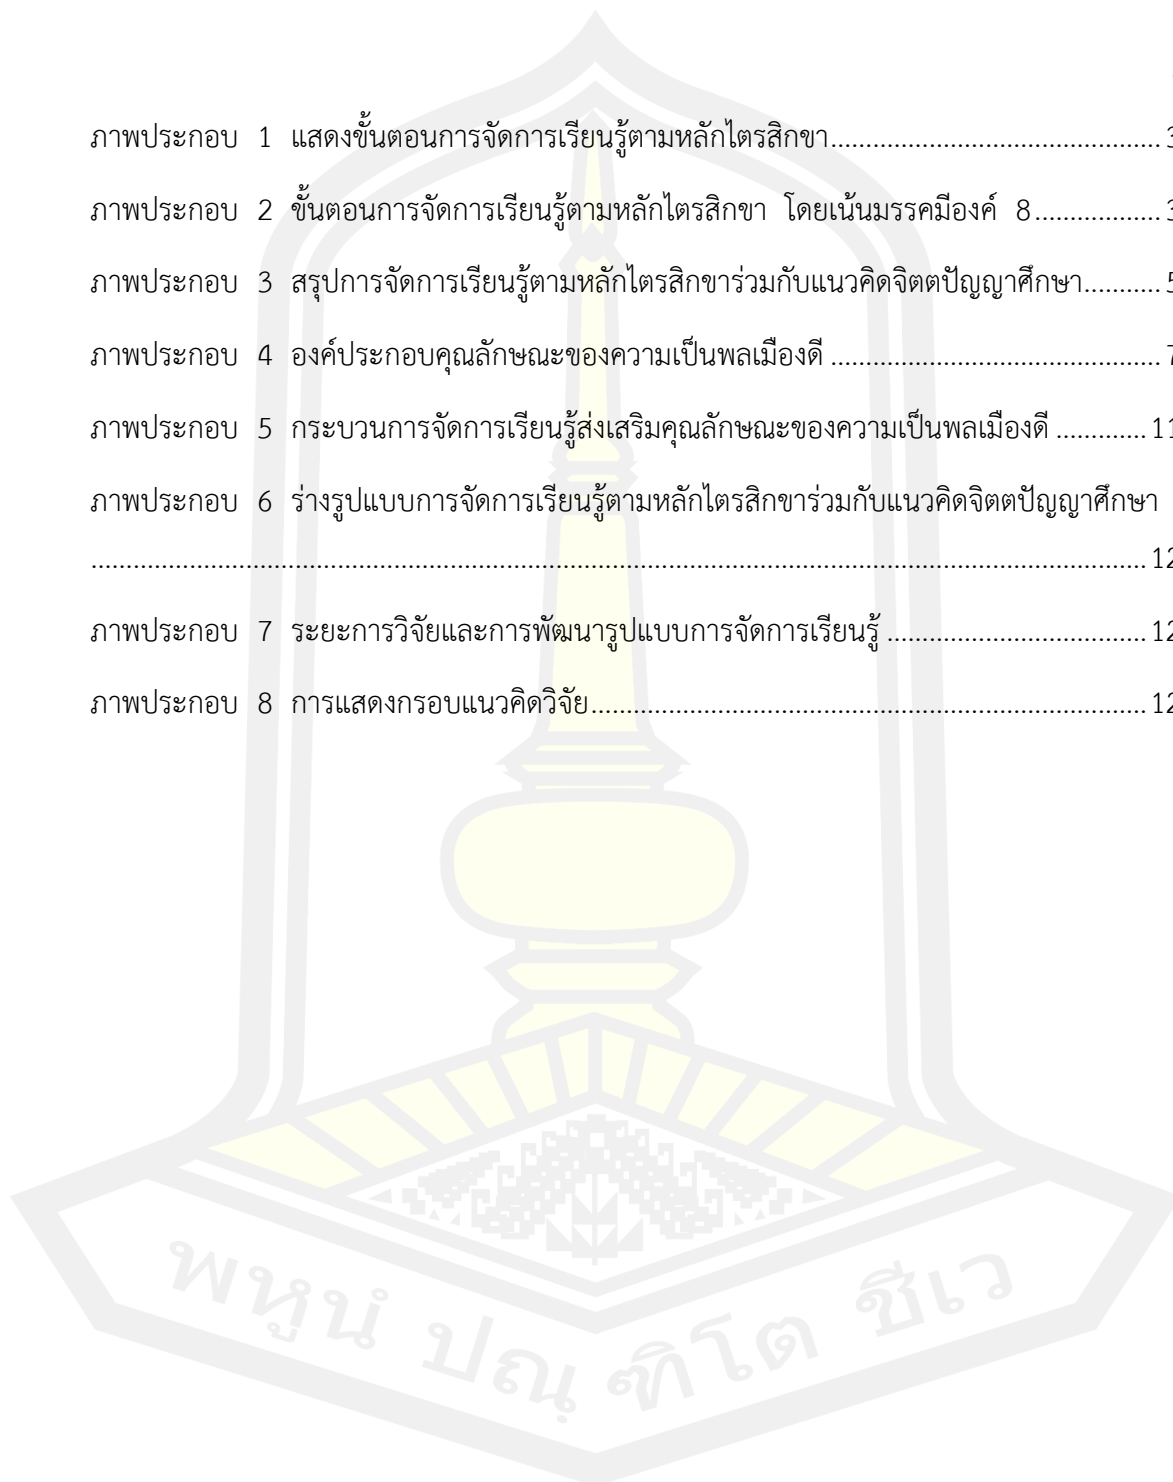 ภาพประกอบ 1 แสดงขั้นตอนการจัดการเรียนรู้ตามหลักไตรสิกขา............................................... 3
ภาพประกอบ 2 ขั้นตอนการจัดการเรียนรู้ตามหลักไตรสิกขา โดยเน้นมรรคมีองค์ 8.................. 3
ภาพประกอบ 3 สรุปการจัดการเรียนรู้ตามหลักไตรสิกขาร่วมกับแนวคิดจิตตปัญญาศึกษา........... 5
ภาพประกอบ 4 องค์ประกอบคุณลักษณะของความเป็นพลเมืองดี ............................................... 7
ภาพประกอบ 5 กระบวนการจัดการเรียนรู้ส่งเสริมคุณลักษณะของความเป็นพลเมืองดี ............. 11
ภาพประกอบ 6 ร่างรูปแบบการจัดการเรียนรู้ตามหลักไตรสิกขาร่วมกับแนวคิดจิตตปัญญาศึกษา
...................................................................................................................................................... 12
ภาพประกอบ 7 ระยะการวิจัยและการพัฒนารูปแบบการจัดการเรียนรู้ ..................................... 12
ภาพประกอบ 8 การแสดงกรอบแนวคิดวิจัย............................................................................... 12
พหูนํ ปณฺฑิโต ชีเว